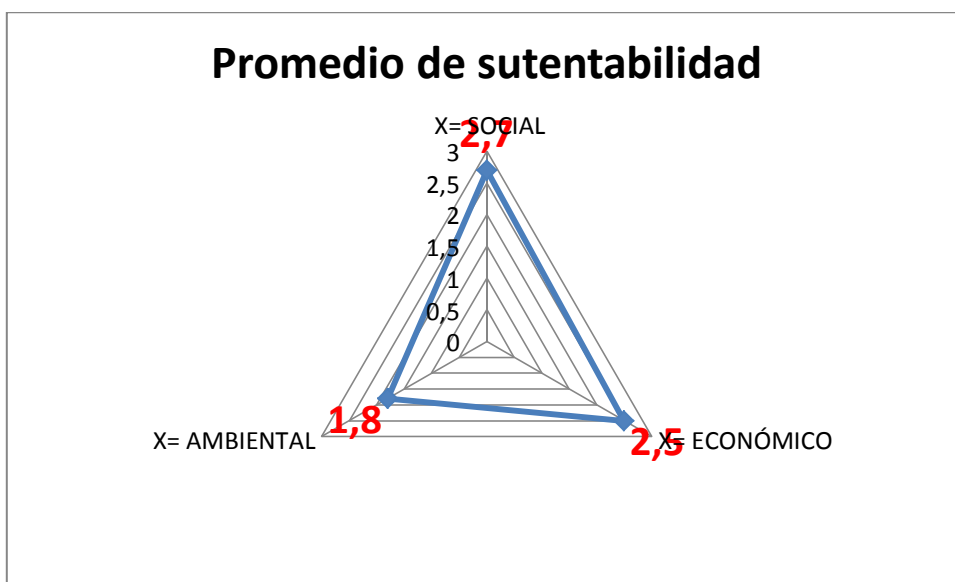 Promedio de sutentabilidad
X= SOCIAL
2,7
3
2,5
2
1,5
1
0,5
0
1,8
X= AMBIENTAL
2,5
X= ECONÓMICO